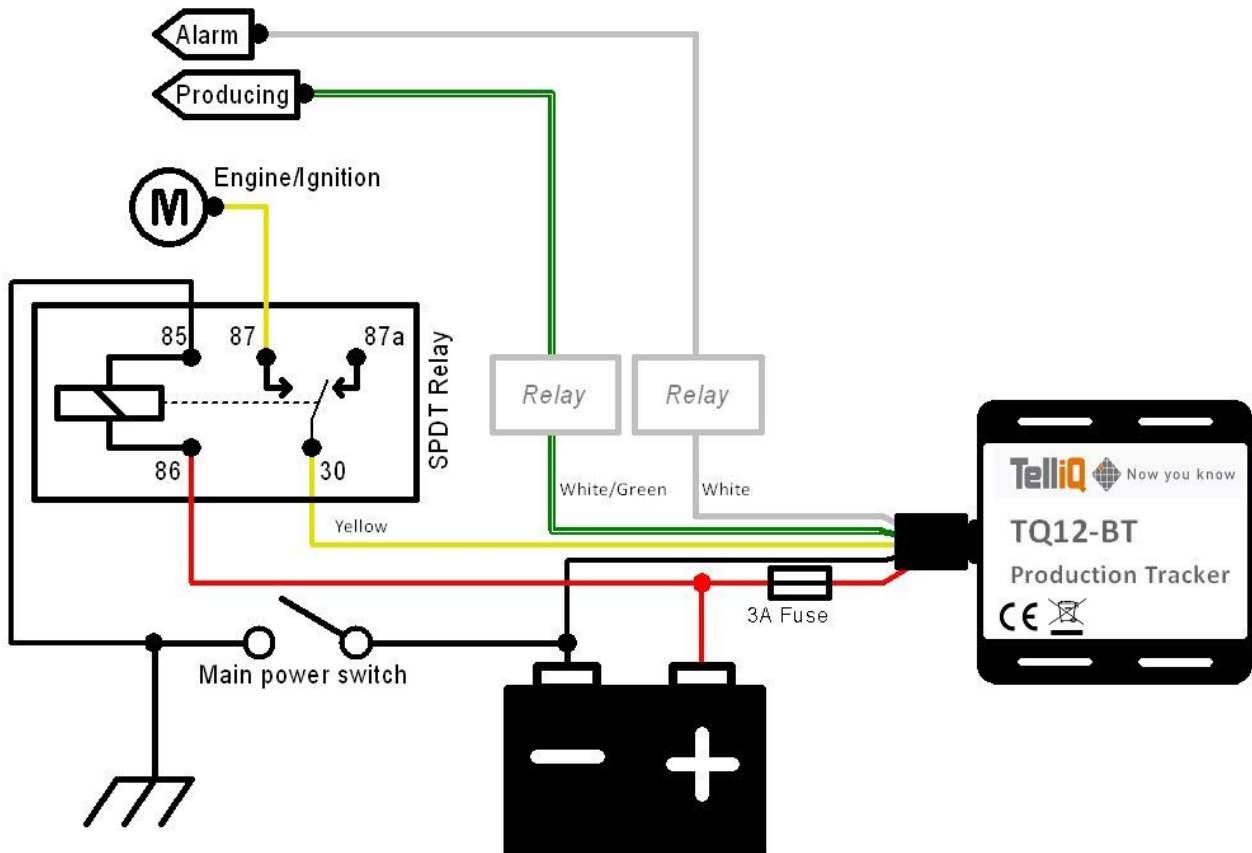 Alarm
Producing
Engine/Ignition
M
85
87
87a
SPDT Relay
86
30
Relay
Relay
White/Green
White
Yellow
TelliQ Now you know
TQ12-BT
Production Tracker
CE
3A Fuse
Main power switch